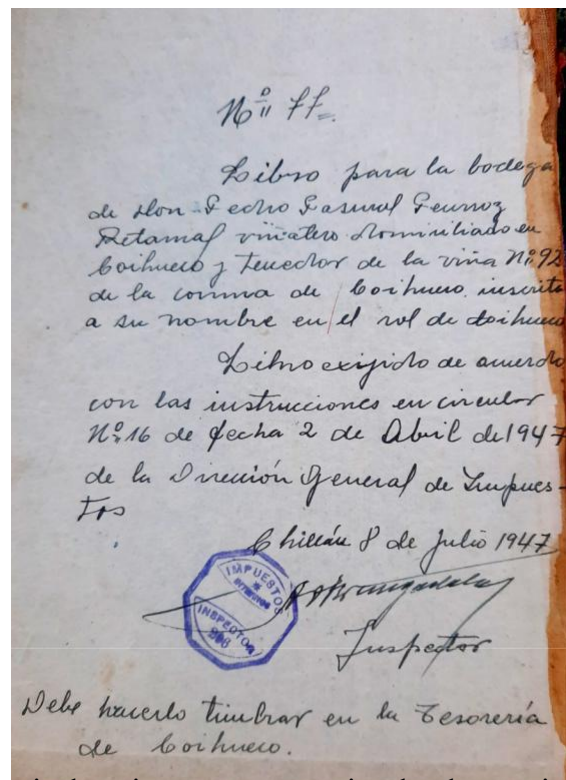 Nº 77=
Libro para la bodega
de don Pedro Pascual Quiroz
Retamal viñatero domiciliado en
Coihueco y tenedor de la viña Nº 92
de la comuna de Coihueco inscrita
a su nombre en el rol de Coihueco
Libro exijido de acuerdo
con las instrucciones en circular
Nº 16 de fecha 2 de Abril de 1947
de la Dirección General de Impues-
tos
Chillán 8 de Julio 1947
IMPUESTOS
INTERNOS
INSPECTOR
Inspector
Debe hacerlo timbrar en la Tesorería
de Coihueco.